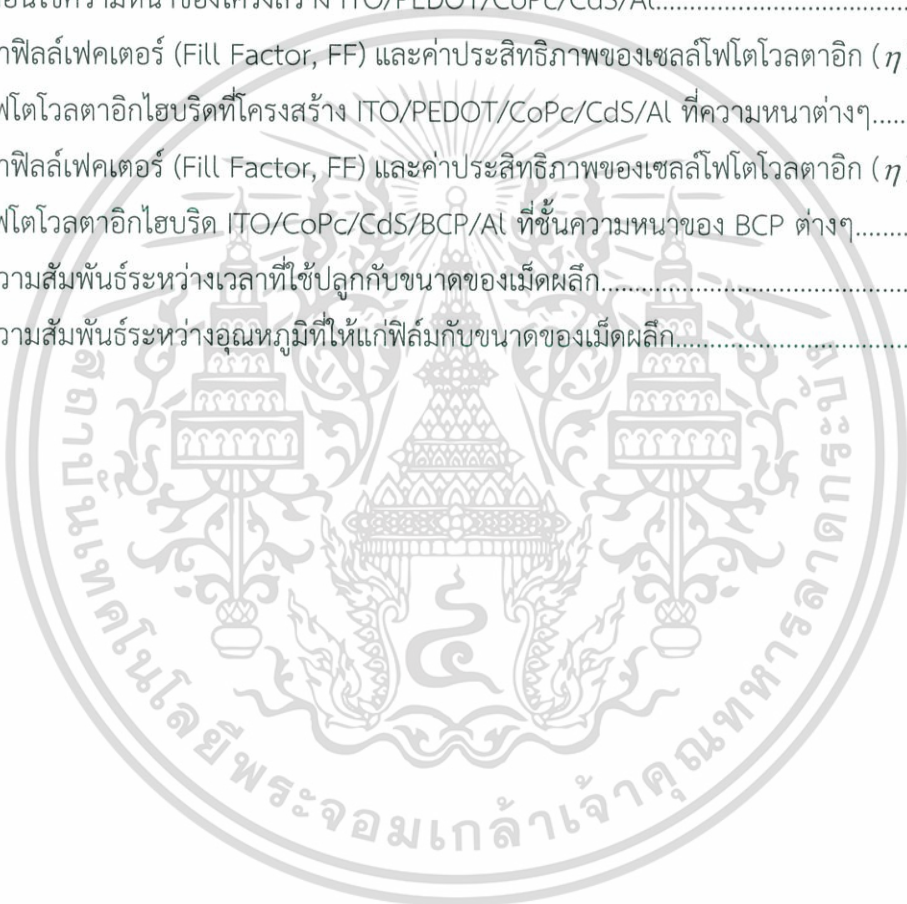 ความหนาของโครงสร้าง ITO/PEDOT/CoPc/CdS/Al........................................
าฟิลล์เฟคเตอร์ (Fill Factor, FF) และค่าประสิทธิภาพของเซลล์โฟโตโวลตาอิก (η
ฟโตโวลตาอิกไฮบริดที่โครงสร้าง ITO/PEDOT/CoPc/CdS/Al ที่ความหนาต่างๆ.....
าฟิลล์เฟคเตอร์ (Fill Factor, FF) และค่าประสิทธิภาพของเซลล์โฟโตโวลตาอิก (η
ฟโตโวลตาอิกไฮบริด ITO/CoPc/CdS/BCP/Al ที่ชั้นความหนาของ BCP ต่างๆ........
วามสัมพันธ์ระหว่างเวลาที่ใช้ปลูกกับขนาดของเม็ดผลึก........................................
วามสัมพันธ์ระหว่างอุณหภูมิที่ให้แก่ฟิล์มกับขนาดของเม็ดผลึก..............................
สถาบันเทคโนโลยีพระจอมเกล้าเจ้าคุณทหารลาดกระบัง